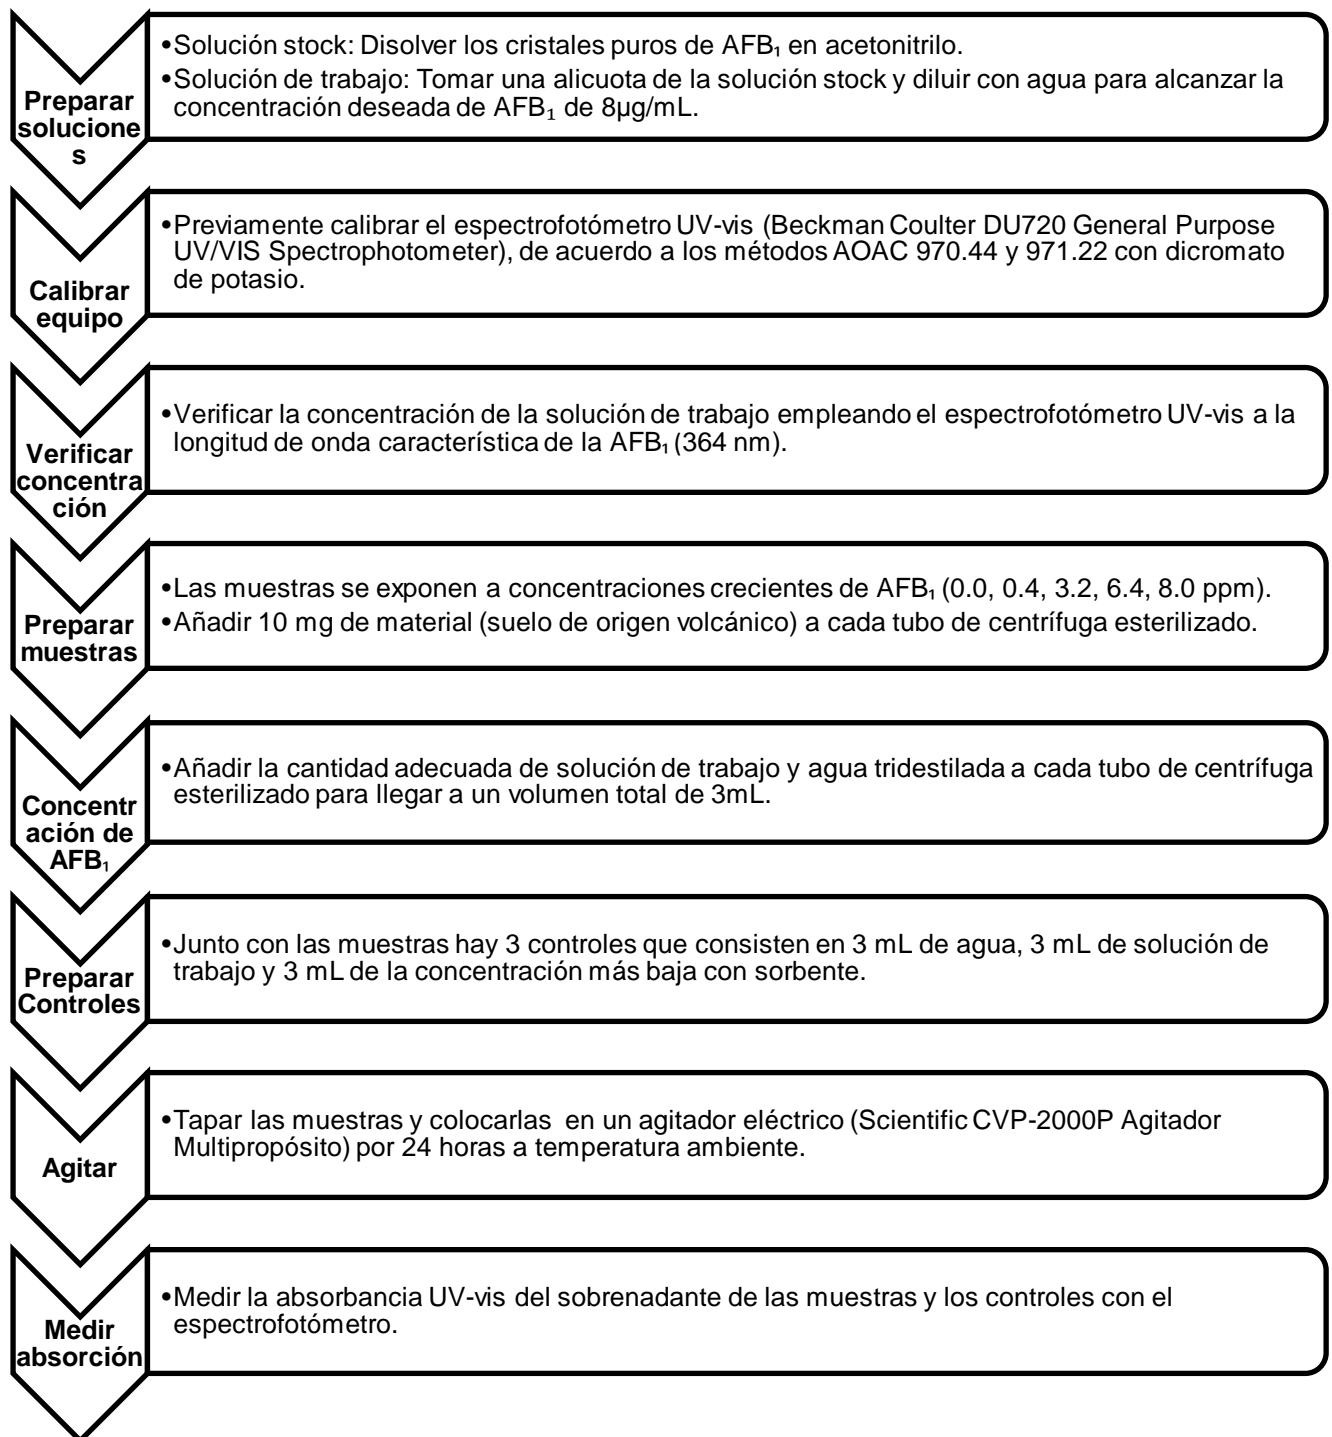 Preparar
solucione
s
•Solución stock: Disolver los cristales puros de AFB₁ en acetonitrilo.
•Solución de trabajo: Tomar una alicuota de la solución stock y diluir con agua para alcanzar la
concentración deseada de AFB₁ de 8µg/mL.
Calibrar
equipo
•Previamente calibrar el espectrofotómetro UV-vis (Beckman Coulter DU720 General Purpose
UV/VIS Spectrophotometer), de acuerdo a los métodos AOAC 970.44 y 971.22 con dicromato
de potasio.
Verificar
concentra
ción
•Verificar la concentración de la solución de trabajo empleando el espectrofotómetro UV-vis a la
longitud de onda característica de la AFB₁ (364 nm).
Preparar
muestras
•Las muestras se exponen a concentraciones crecientes de AFB₁ (0.0, 0.4, 3.2, 6.4, 8.0 ppm).
•Añadir 10 mg de material (suelo de origen volcánico) a cada tubo de centrífuga esterilizado.
Concentr
ación de
AFB₁
•Añadir la cantidad adecuada de solución de trabajo y agua tridestilada a cada tubo de centrífuga
esterilizado para llegar a un volumen total de 3mL.
Preparar
Controles
•Junto con las muestras hay 3 controles que consisten en 3 mL de agua, 3 mL de solución de
trabajo y 3 mL de la concentración más baja con sorbente.
Agitar
•Tapar las muestras y colocarlas en un agitador eléctrico (Scientific CVP-2000P Agitador
Multipropósito) por 24 horas a temperatura ambiente.
Medir
absorción
•Medir la absorbancia UV-vis del sobrenadante de las muestras y los controles con el
espectrofotómetro.